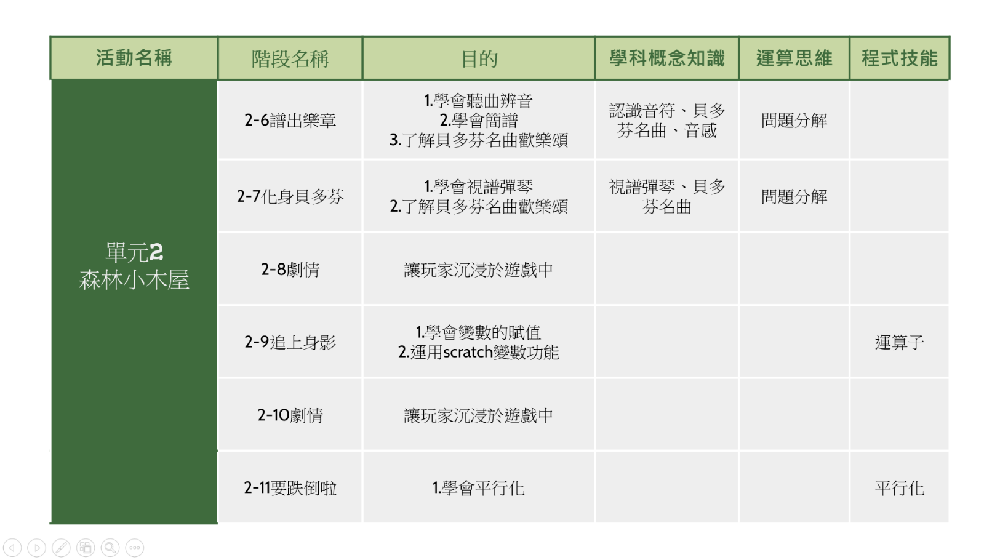 活動名稱
階段名稱
目的
學科概念知識
運算思維
程式技能
單元2
森林小木屋
2-6譜出樂章
1.學會聽曲辨音
2.學會簡譜
3.了解貝多芬名曲歡樂頌
認識音符、貝多
芬名曲、音感
問題分解
2-7化身貝多芬
1.學會視譜彈琴
2.了解貝多芬名曲歡樂頌
視譜彈琴、貝多
芬名曲
問題分解
2-8劇情
讓玩家沉浸於遊戲中
2-9追上身影
1.學會變數的賦值
2.運用scratch變數功能
運算子
2-10劇情
讓玩家沉浸於遊戲中
2-11要跌倒啦
1.學會平行化
平行化